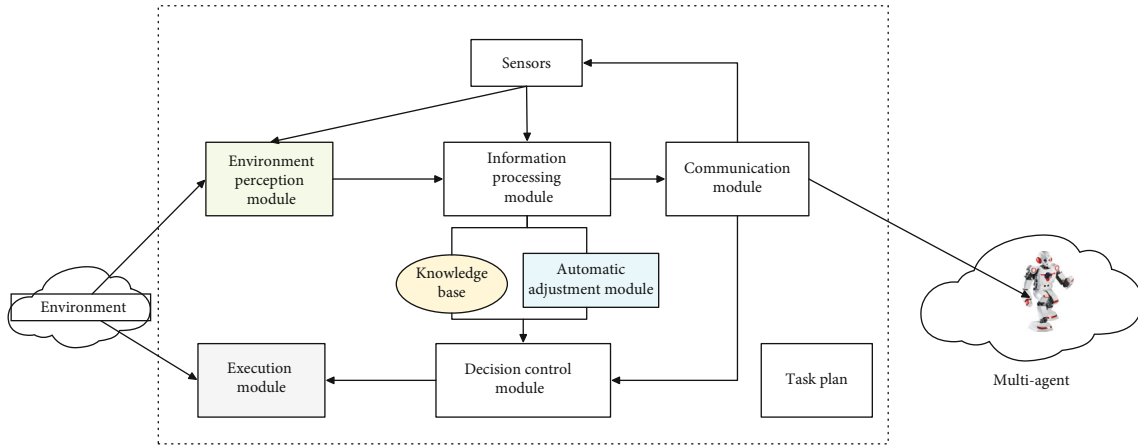 Sensors
Environment
perception
module
Information
processing
module
Communication
module
Knowledge
base
Automatic
adjustment module
Environment
Execution
module
Decision control
module
Task plan
Multi-agent